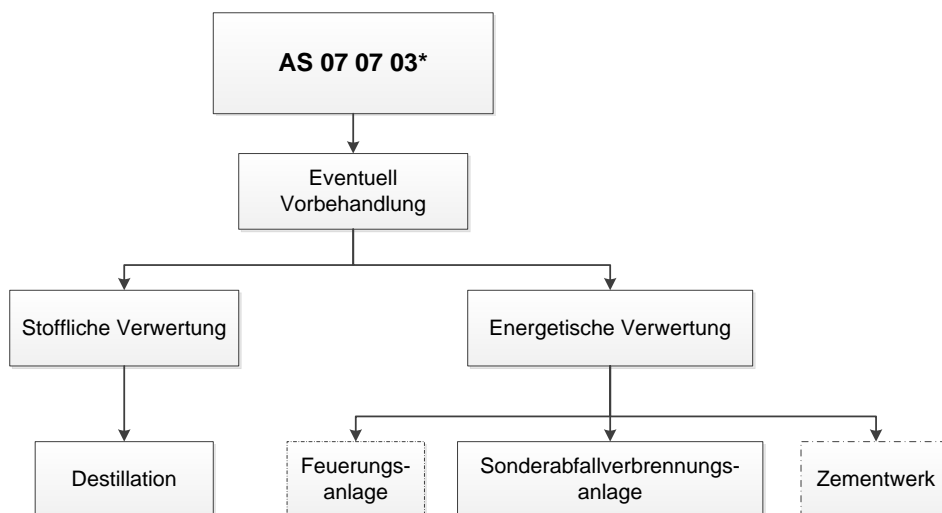 AS 07 07 03*
Eventuell
Vorbehandlung
Stoffliche Verwertung
Energetische Verwertung
Destillation
Feuerungs-
anlage
Sonderabfallverbrennungs-
anlage
Zementwerk